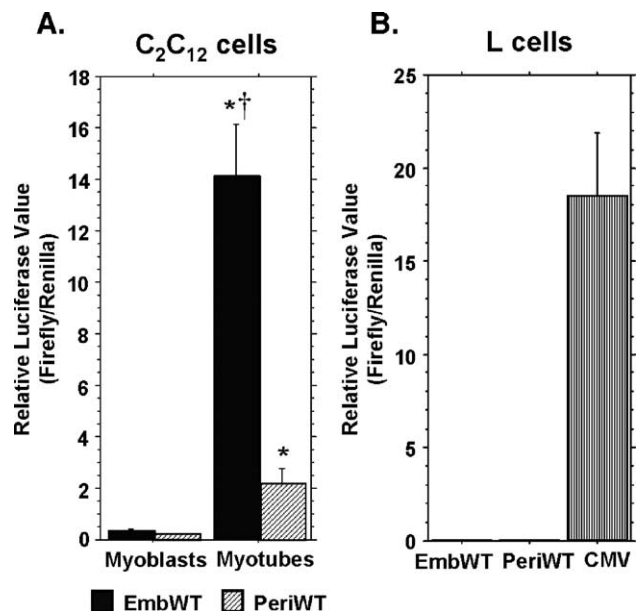 A.
C₂C₁₂ cells
Relative Luciferase Value
(Firefly/Renilla)
18
16
14
12
10
8
6
4
2
0
*†
*
Myoblasts Myotubes
EmbWT PeriWT
B.
L cells
Relative Luciferase Value
(Firefly/Renilla)
25
20
15
10
5
0
EmbWT PeriWT CMV